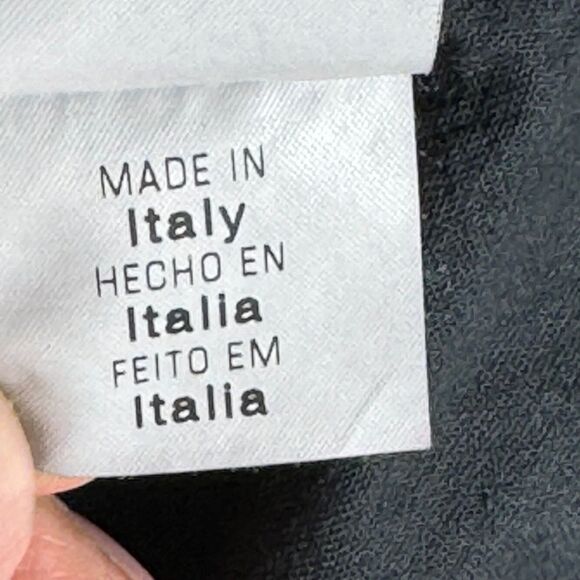 MADE IN
Italy
HECHO EN
Italia
FEITO EM
Italia